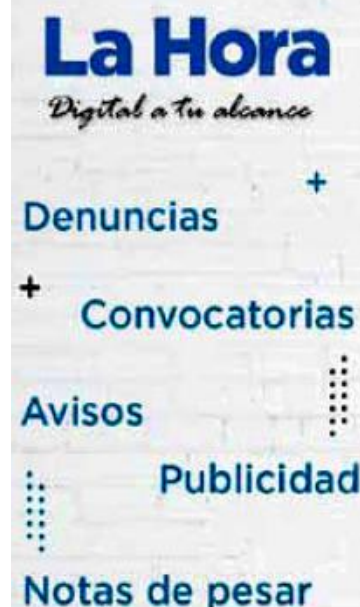 La Hora
Digital a tu alcance
Denuncias
Convocatorias
Avisos
Publicidad
Notas de pesar